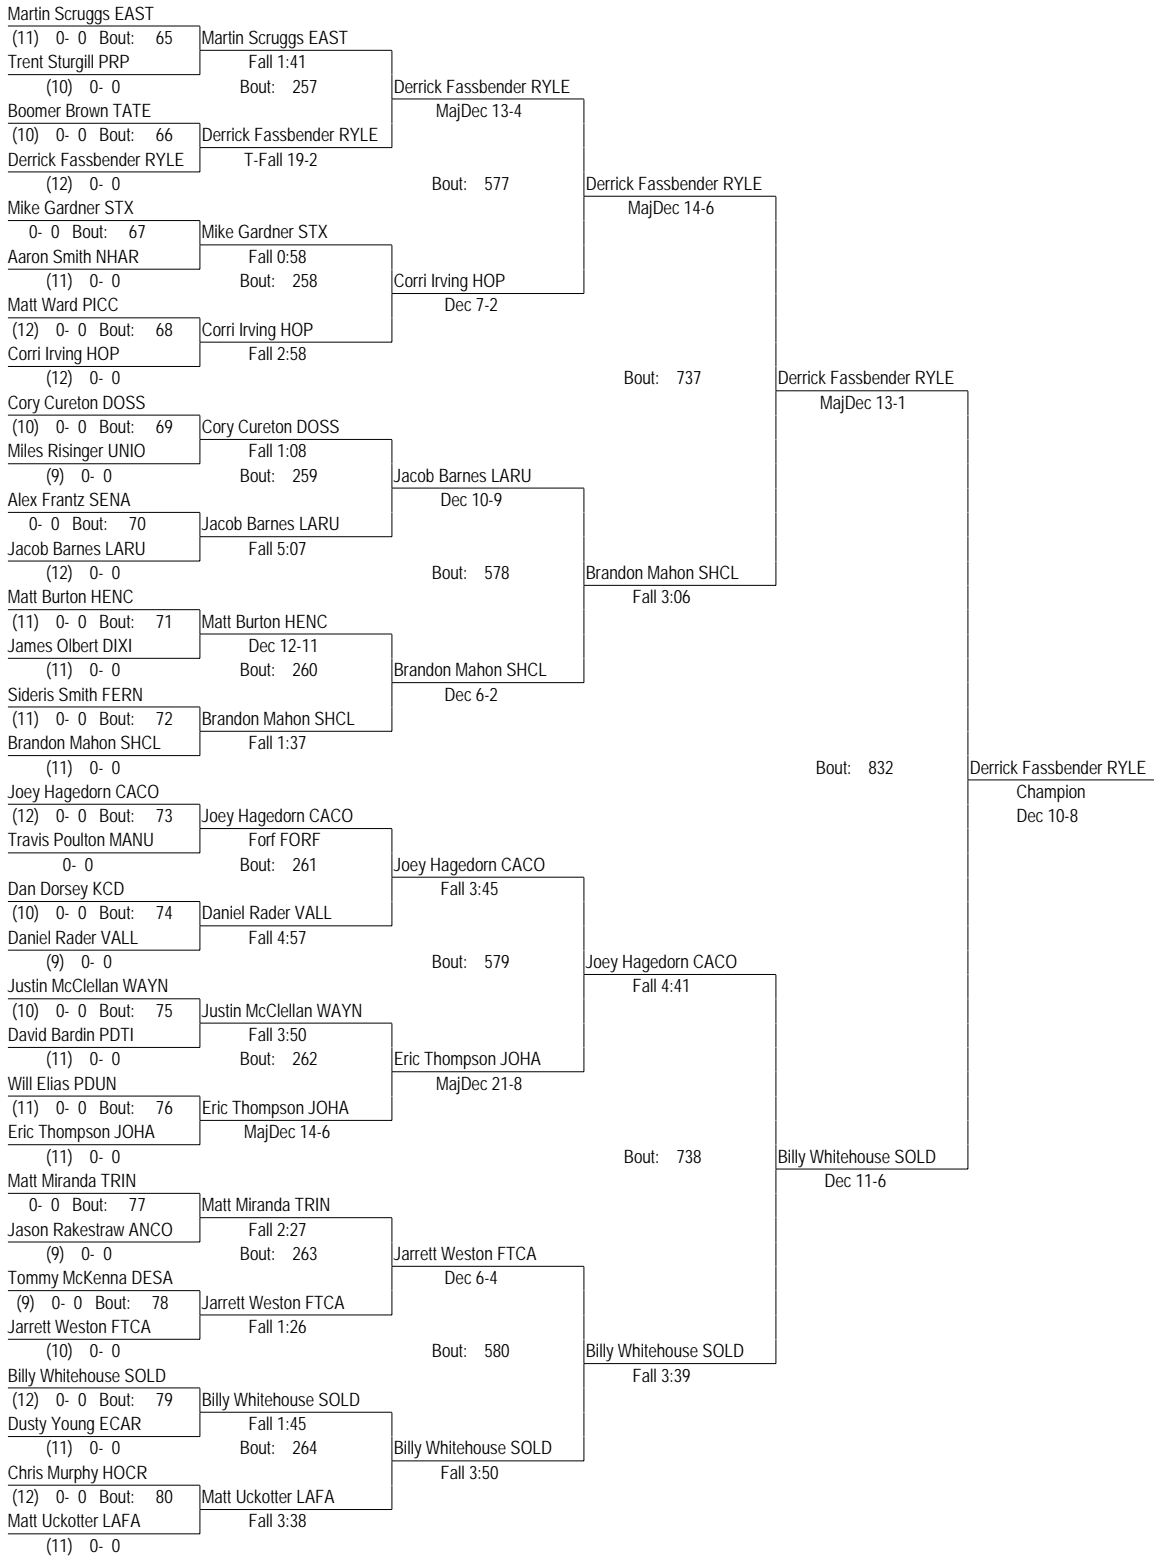 Martin Scruggs EAST
(11) 0- 0 Bout: 65 Martin Scruggs EAST
Trent Sturgill PRP Fall 1:41
(10) 0- 0 Bout: 257 Derrick Fassbender RYLE
Boomer Brown TATE MajDec 13-4
(10) 0- 0 Bout: 66 Derrick Fassbender RYLE
Derrick Fassbender RYLE T-Fall 19-2
(12) 0- 0 Bout: 577 Derrick Fassbender RYLE
Mike Gardner STX MajDec 14-6
0- 0 Bout: 67 Mike Gardner STX
Aaron Smith NHAR Fall 0:58
(11) 0- 0 Bout: 258 Corri Irving HOP
Matt Ward PICC Dec 7-2
(12) 0- 0 Bout: 68 Corri Irving HOP
Corri Irving HOP Fall 2:58
(12) 0- 0 Bout: 737 Derrick Fassbender RYLE
Cory Cureton DOSS MajDec 13-1
(10) 0- 0 Bout: 69 Cory Cureton DOSS
Miles Risinger UNIO Fall 1:08
(9) 0- 0 Bout: 259 Jacob Barnes LARU
Alex Frantz SENA Dec 10-9
0- 0 Bout: 70 Jacob Barnes LARU
Jacob Barnes LARU Fall 5:07
(12) 0- 0 Bout: 578 Brandon Mahon SHCL
Matt Burton HENC Fall 3:06
(11) 0- 0 Bout: 71 Matt Burton HENC
James Olbert DIXI Dec 12-11
(11) 0- 0 Bout: 260 Brandon Mahon SHCL
Sideris Smith FERN Dec 6-2
(11) 0- 0 Bout: 72 Brandon Mahon SHCL
Brandon Mahon SHCL Fall 1:37
(11) 0- 0 Bout: 832 Derrick Fassbender RYLE
Joey Hagedorn CACO Champion
(12) 0- 0 Bout: 73 Joey Hagedorn CACO Dec 10-8
Travis Poulton MANU Forf FORF
0- 0 Bout: 261 Joey Hagedorn CACO
Dan Dorsey KCD Fall 3:45
(10) 0- 0 Bout: 74 Daniel Rader VALL
Daniel Rader VALL Fall 4:57
(9) 0- 0 Bout: 579 Joey Hagedorn CACO
Justin McClellan WAYN Fall 4:41
(10) 0- 0 Bout: 75 Justin McClellan WAYN
David Bardin PDTI Fall 3:50
(11) 0- 0 Bout: 262 Eric Thompson JOHA
Will Elias PDUN MajDec 21-8
(11) 0- 0 Bout: 76 Eric Thompson JOHA
Eric Thompson JOHA MajDec 14-6
(11) 0- 0 Bout: 738 Billy Whitehouse SOLD
Matt Miranda TRIN Dec 11-6
0- 0 Bout: 77 Matt Miranda TRIN
Jason Rakestraw ANCO Fall 2:27
(9) 0- 0 Bout: 263 Jarrett Weston FTCA
Tommy McKenna DESA Dec 6-4
(9) 0- 0 Bout: 78 Jarrett Weston FTCA
Jarrett Weston FTCA Fall 1:26
(10) 0- 0 Bout: 580 Billy Whitehouse SOLD
Billy Whitehouse SOLD Fall 3:39
(12) 0- 0 Bout: 79 Billy Whitehouse SOLD
Dusty Young ECAR Fall 1:45
(11) 0- 0 Bout: 264 Billy Whitehouse SOLD
Chris Murphy HOCR Fall 3:50
(12) 0- 0 Bout: 80 Matt Uckotter LAFA
Matt Uckotter LAFA Fall 3:38
(11) 0- 0